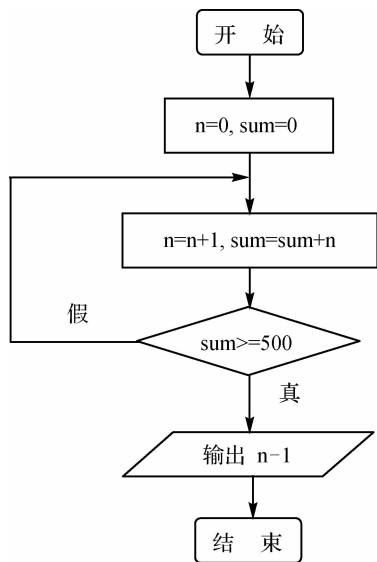 开 始
n=0, sum=0
n=n+1, sum=sum+n
假
sum>=500
真
输出 n-1
结 束